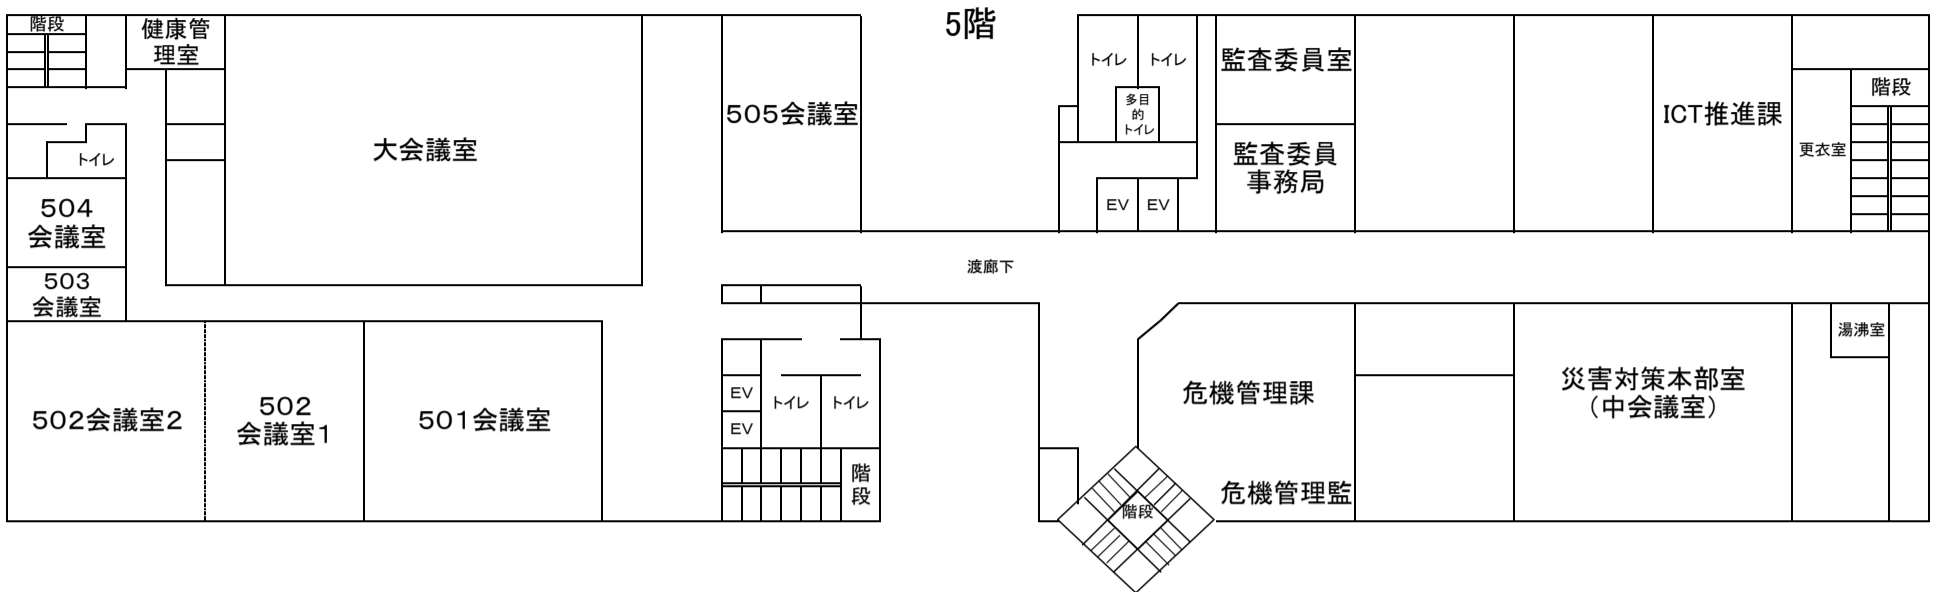 5階
階段
健康管
理室
大会議室
505会議室
トイレ
トイレ
多目
的
トイレ
監査委員室
監査委員
事務局
ICT推進課
階段
更衣室
トイレ
504
会議室
503
会議室
EV
EV
渡廊下
502会議室2
502
会議室1
501会議室
EV
EV
トイレ
トイレ
階
段
階段
危機管理課
危機管理監
災害対策本部室
（中会議室）
湯沸室